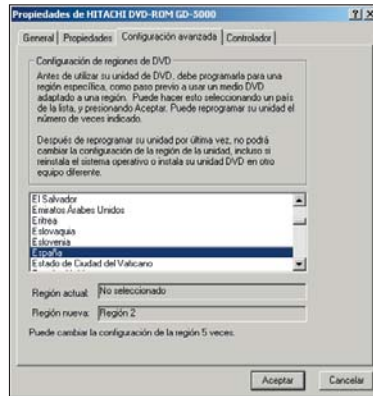 Propiedades de HITACHI DVD-ROM GD-5000
General
Propiedades
Configuración avanzada
Controlador
Configuración de regiones de DVD
Antes de utilizar su unidad de DVD, debe programarla para una
región específica, como paso previo a usar un medio DVD
adaptado a una región. Puede hacer esto seleccionando un país
de la lista, y presionando Aceptar. Puede reprogramar su unidad el
número de veces indicado.
Después de reprogramar su unidad por última vez, no podrá
cambiar la configuración de la región de la unidad, incluso si
reinstala el sistema operativo o instala su unidad DVD en otro
equipo diferente.
El Salvador
Emiratos Árabes Unidos
Eritrea
Eslovaquia
Eslovenia
España
Estado de Ciudad del Vaticano
Región actual: No seleccionado
Región nueva: Región 2
Puede cambiar la configuración de la región 5 veces.
Aceptar
Cancelar